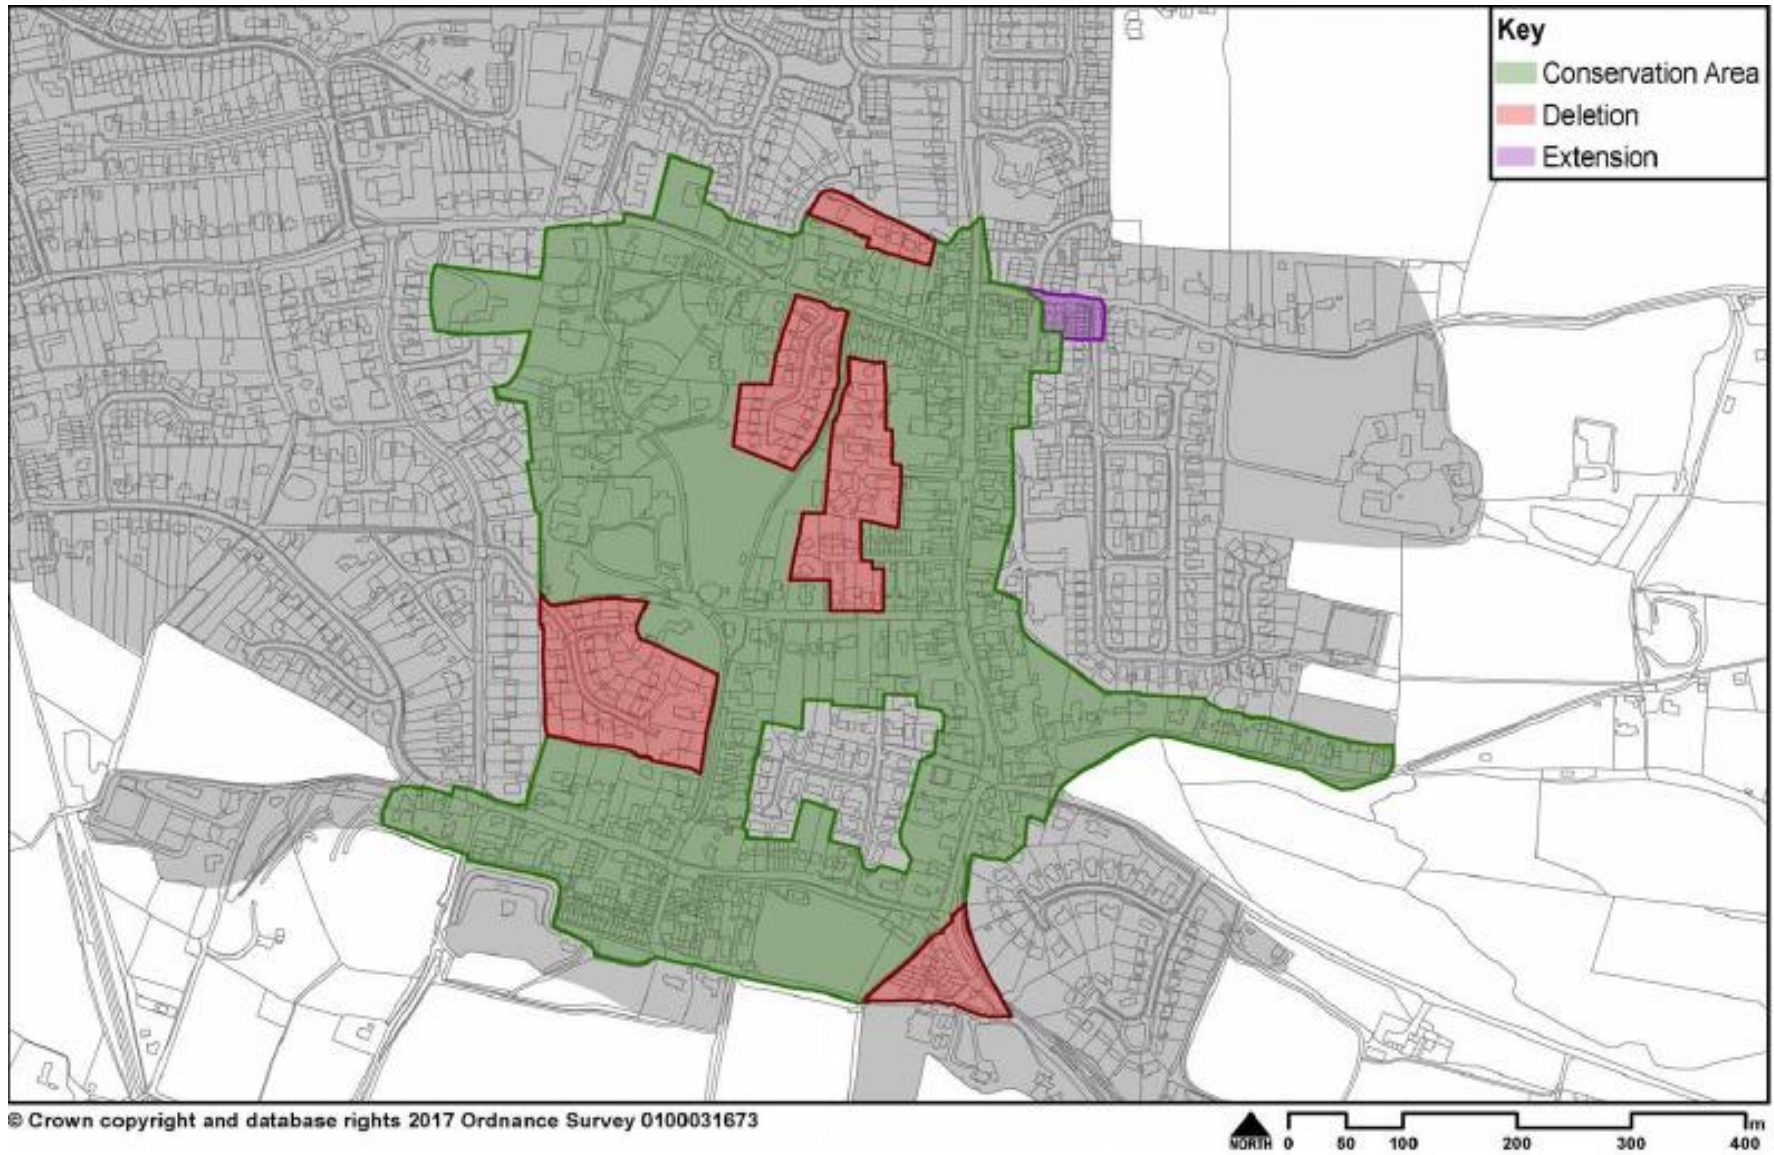 Key
Conservation Area
Deletion
Extension
© Crown copyright and database rights 2017 Ordnance Survey 0100031673
NORTH 0 50 100 200 300 400 m